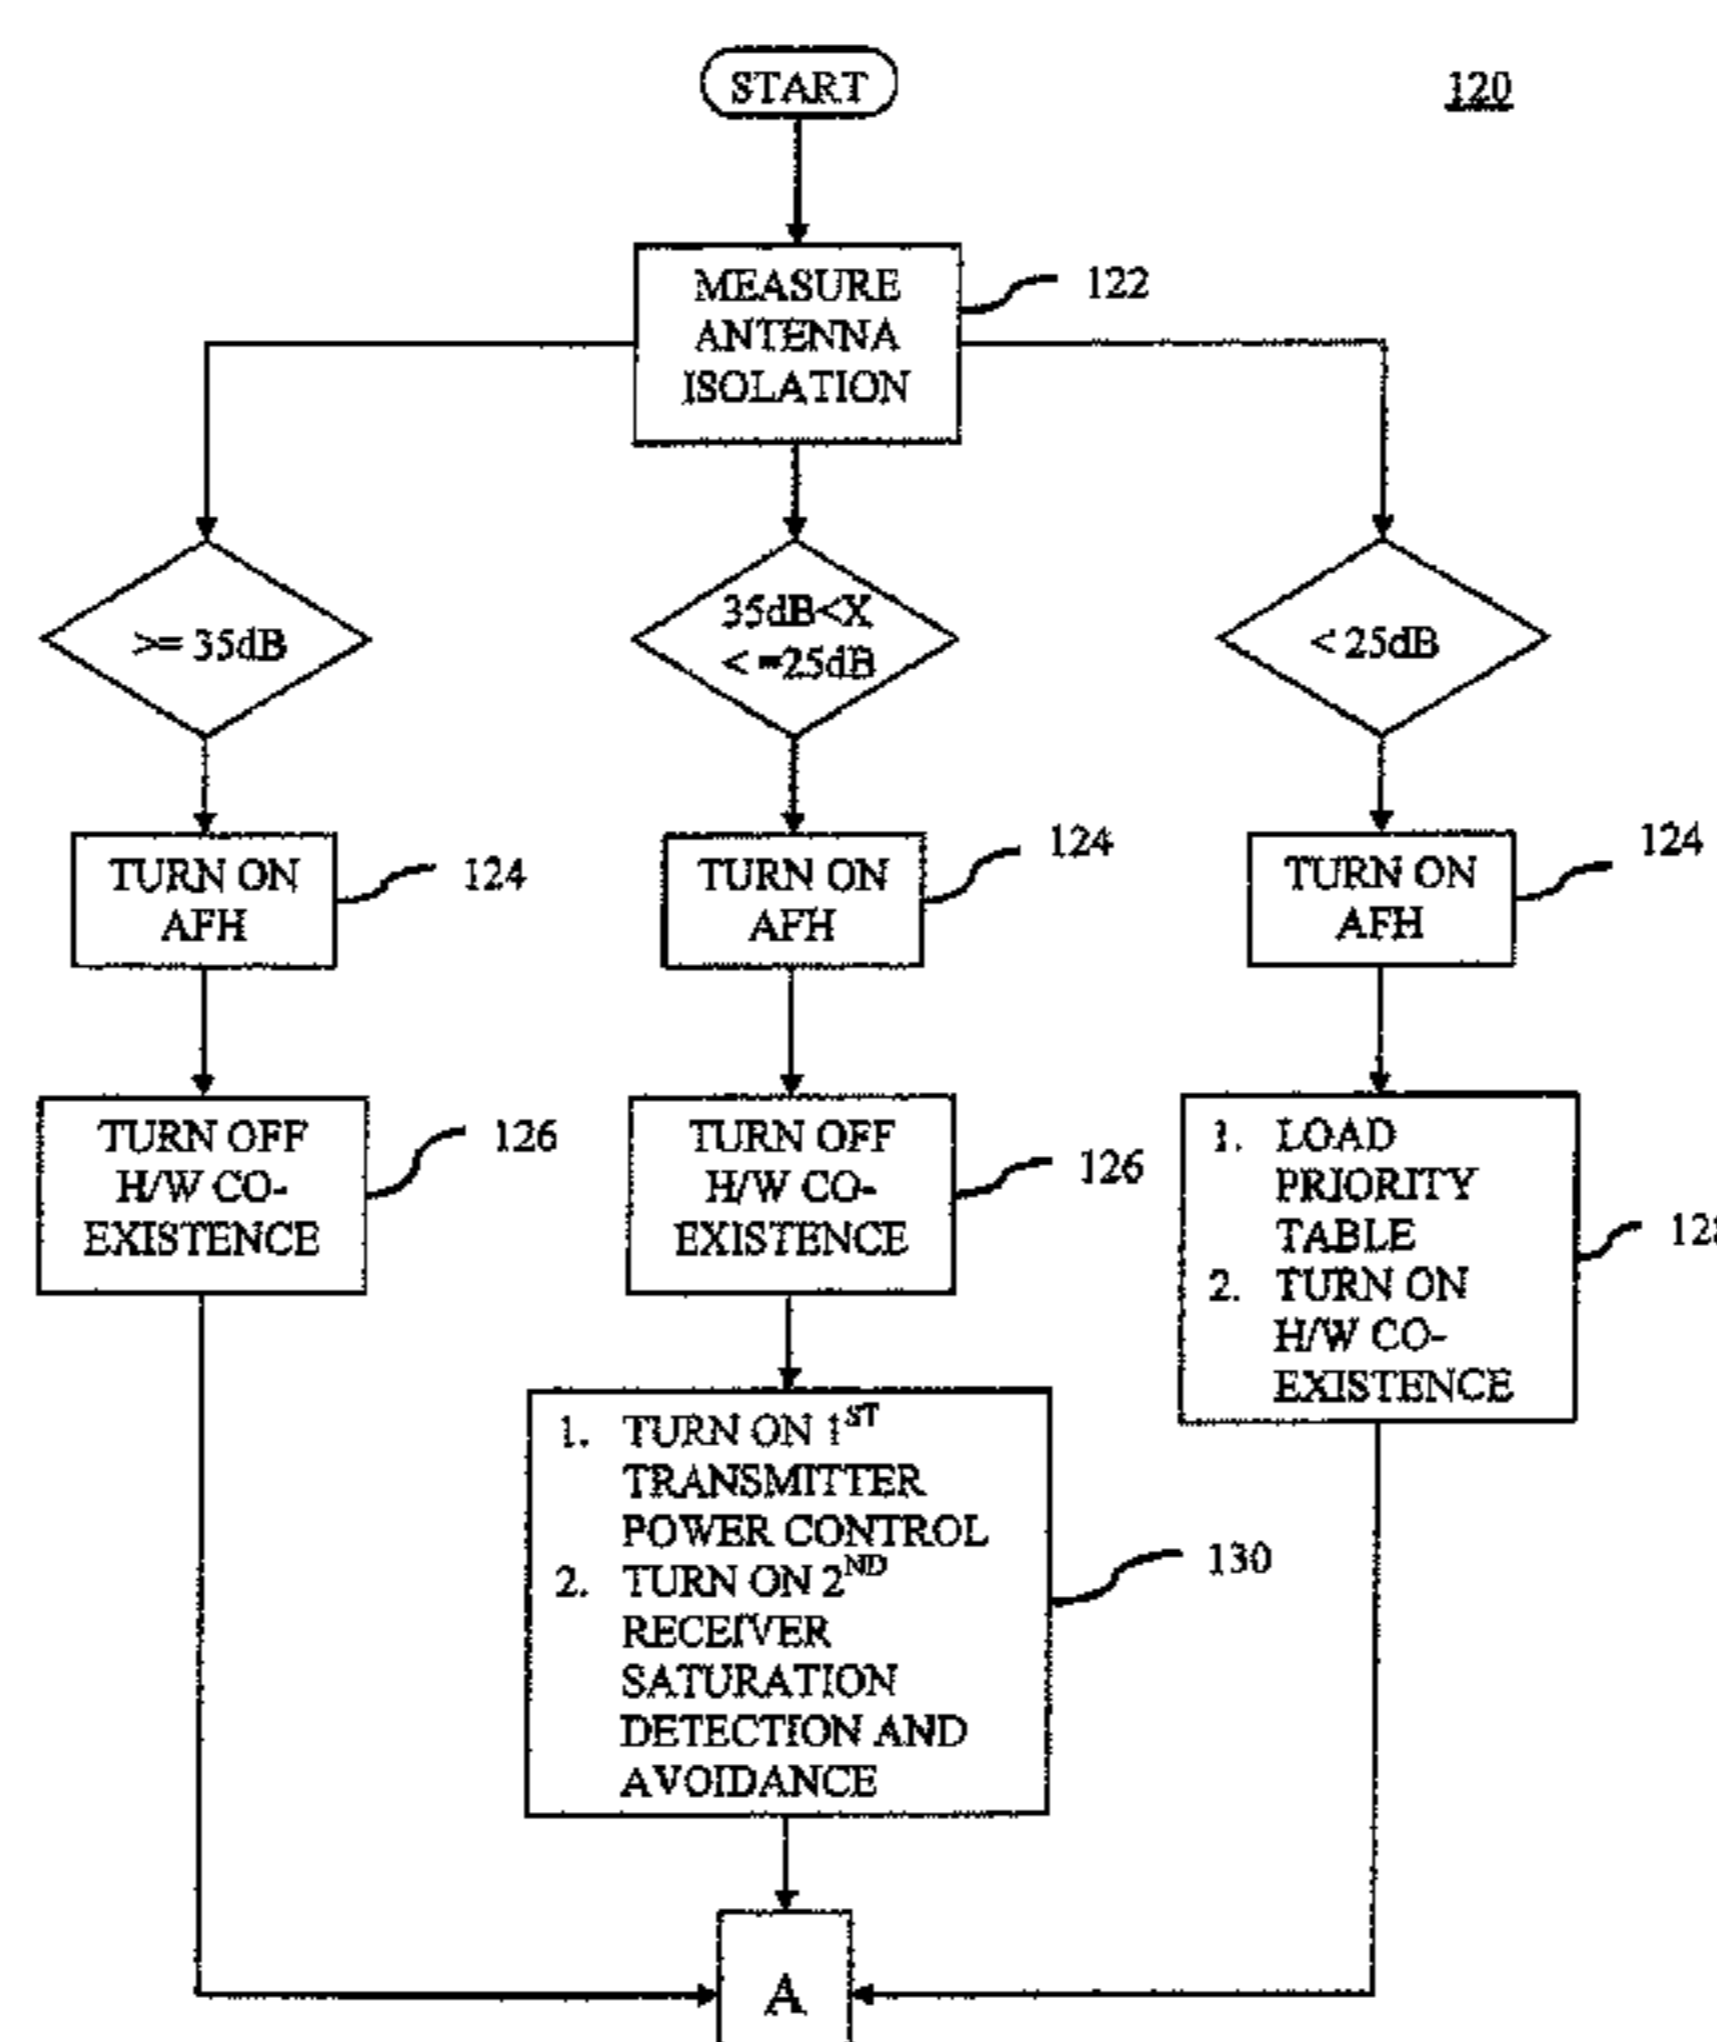 START
120
MEASURE
ANTENNA
ISOLATION
122
>= 35dB
35dB<X
< =25dB
< 25dB
TURN ON
AFH
124
TURN ON
AFH
124
TURN ON
AFH
124
TURN OFF
H/W CO-
EXISTENCE
126
TURN OFF
H/W CO-
EXISTENCE
126
1. LOAD
PRIORITY
TABLE
2. TURN ON
H/W CO-
EXISTENCE
128
1. TURN ON 1ST
TRANSMITTER
POWER CONTROL
2. TURN ON 2ND
RECEIVER
SATURATION
DETECTION AND
AVOIDANCE
130
A